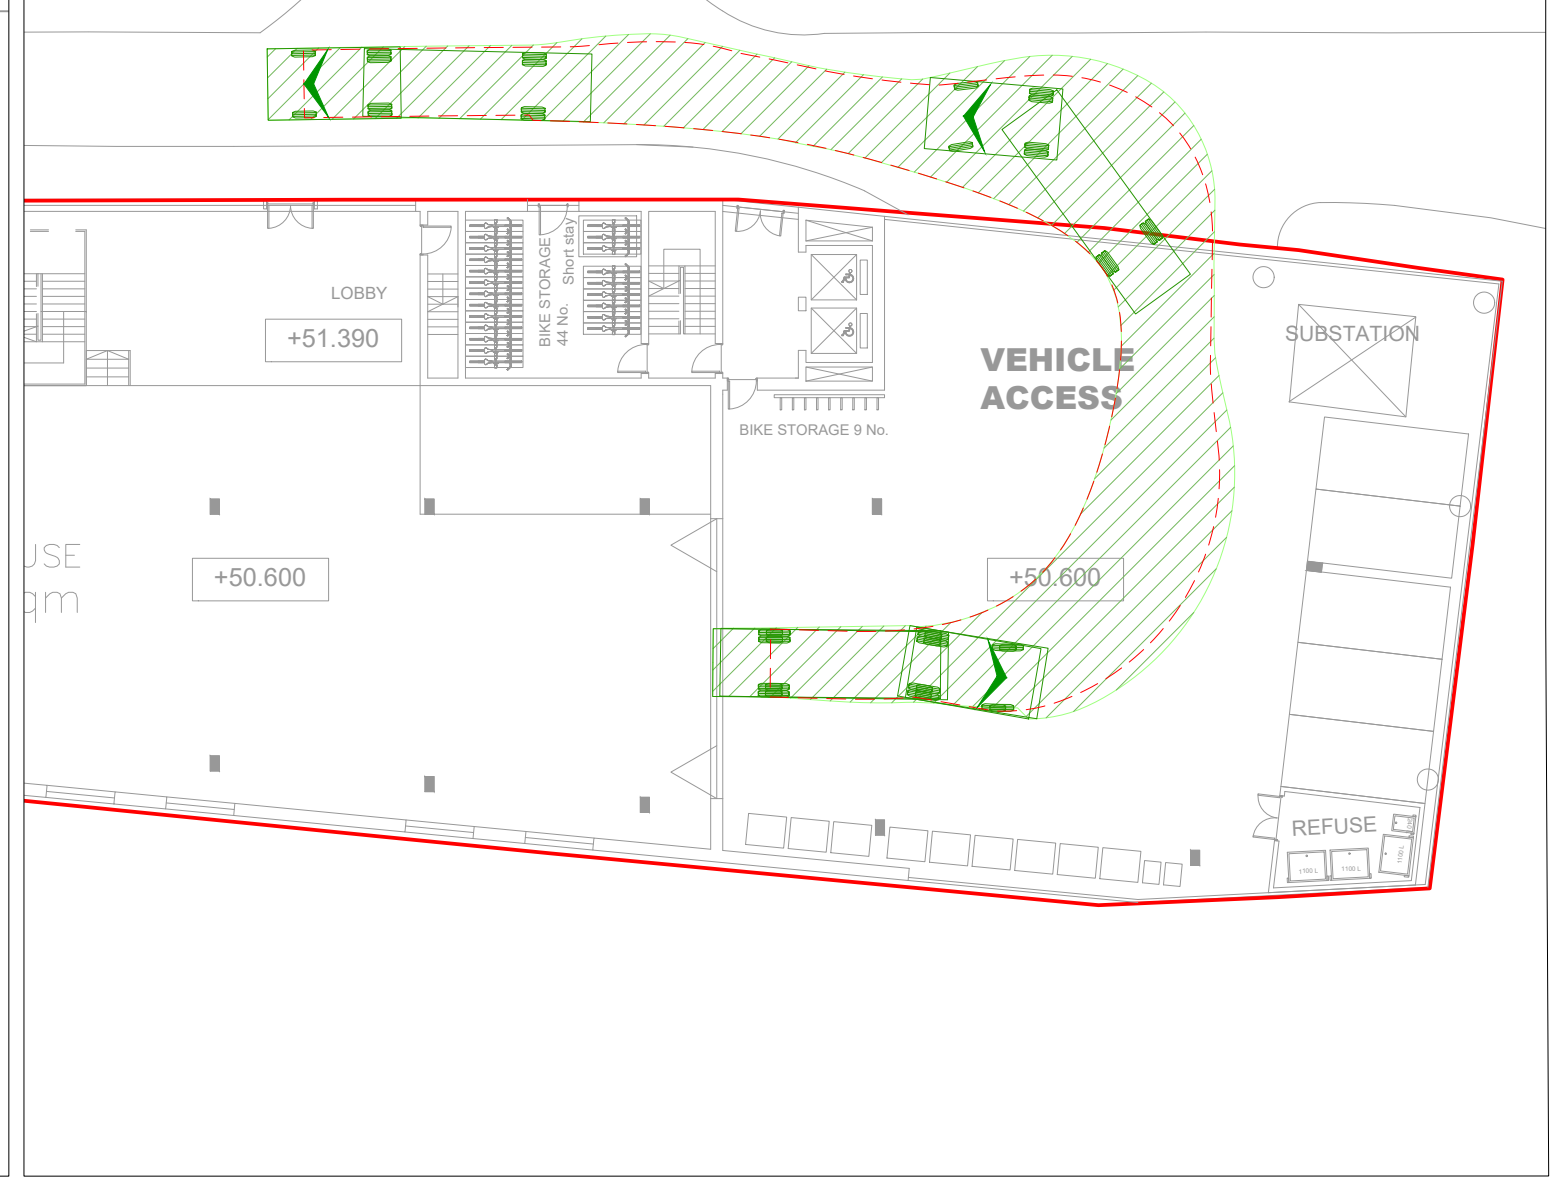 LOBBY
+51.390
BIKE STORAGE
44 No.
Short stay
VEHICLE
ACCESS
SUBSTATION
BIKE STORAGE 9 No.
USE
qm
+50.600
+50.600
REFUSE
1100 L
1100 L
1100 L